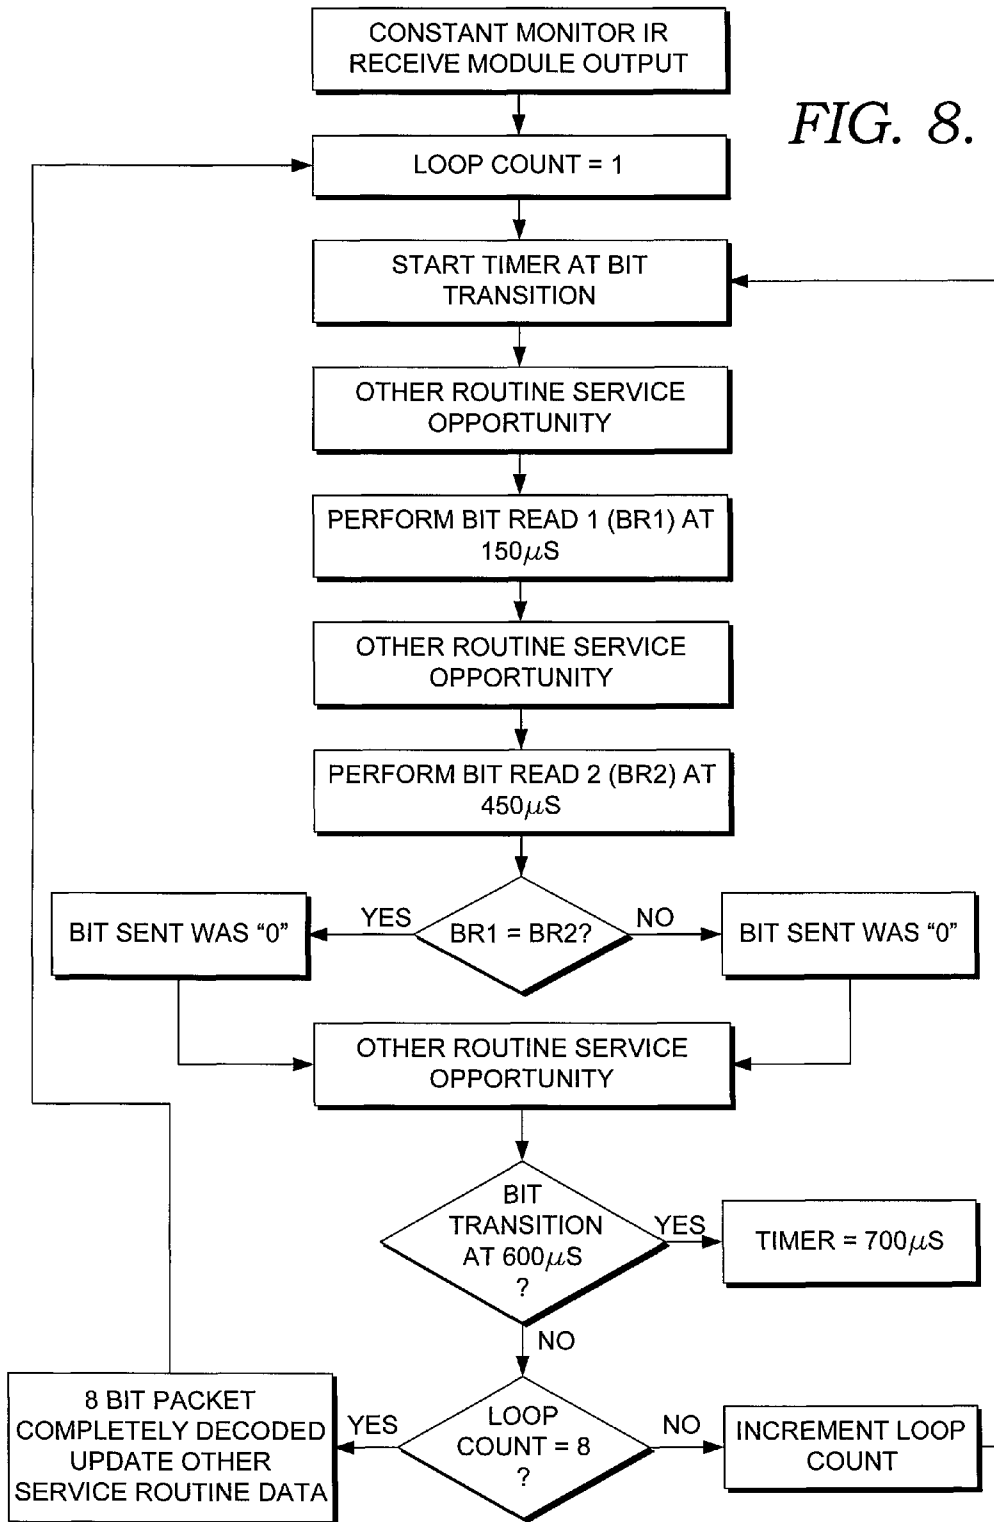 CONSTANT MONITOR IR
RECEIVE MODULE OUTPUT
FIG. 8.
LOOP COUNT = 1
START TIMER AT BIT
TRANSITION
OTHER ROUTINE SERVICE
OPPORTUNITY
PERFORM BIT READ 1 (BR1) AT
150µS
OTHER ROUTINE SERVICE
OPPORTUNITY
PERFORM BIT READ 2 (BR2) AT
450µS
BIT SENT WAS “0”
YES
BR1 = BR2?
NO
BIT SENT WAS “0”
OTHER ROUTINE SERVICE
OPPORTUNITY
BIT
TRANSITION
AT 600µS
?
YES
TIMER = 700µS
NO
8 BIT PACKET
COMPLETELY DECODED
UPDATE OTHER
SERVICE ROUTINE DATA
YES
LOOP
COUNT = 8
?
NO
INCREMENT LOOP
COUNT